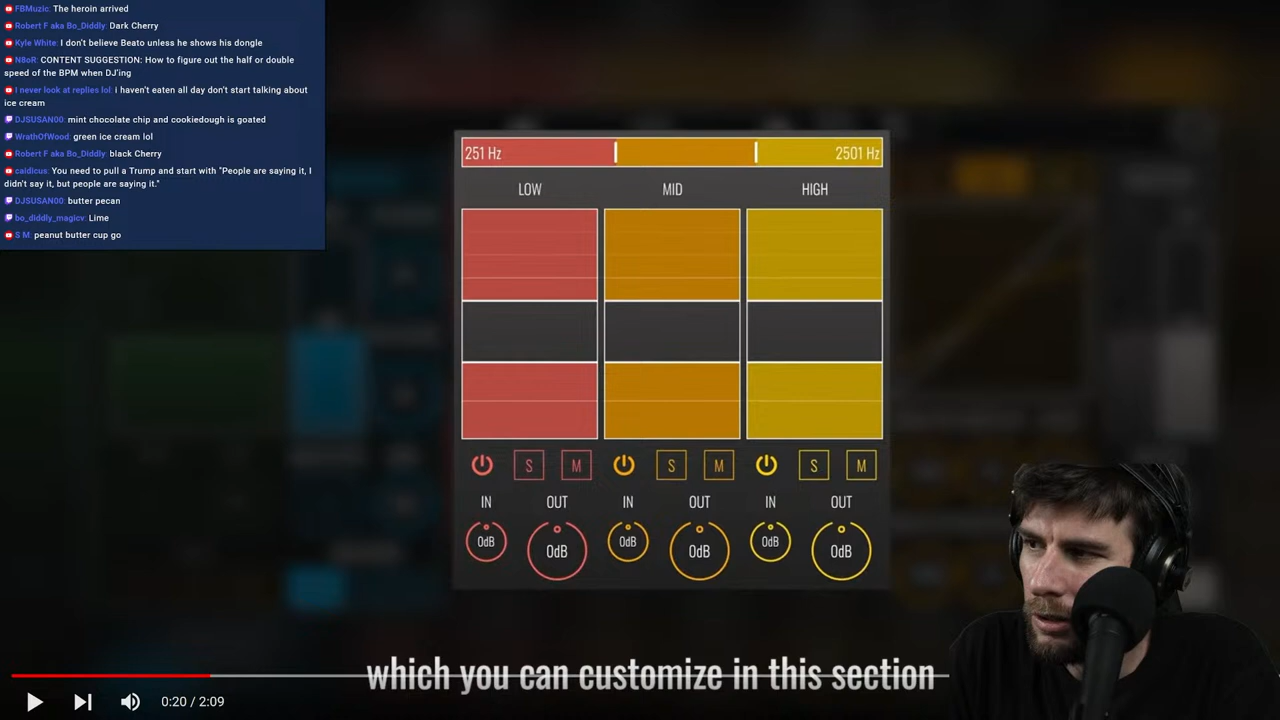 FBMuzic: The heroin arrived
Robert F aka Bo_Diddly: Dark Cherry
Kyle White: I don't believe Beato unless he shows his dongle
N8oR: CONTENT SUGGESTION: How to figure out the half or double
speed of the BPM when DJ'ing
I never look at replies lol: i haven't eaten all day don't start talking about
ice cream
DJSUSAN00: mint chocolate chip and cookiedough is goated
WrathOfWood: green ice cream lol
Robert F aka Bo_Diddly: black Cherry
caidicus: You need to pull a Trump and start with "People are saying it, I
didn't say it, but people are saying it."
DJSUSAN00: butter pecan
bo_diddly_magicv: Lime
S M: peanut butter cup go
251 Hz 2501 Hz
LOW MID HIGH
S M S M S M
IN OUT IN OUT IN OUT
0dB 0dB 0dB 0dB 0dB 0dB
which you can customize in this section
0:20 / 2:09